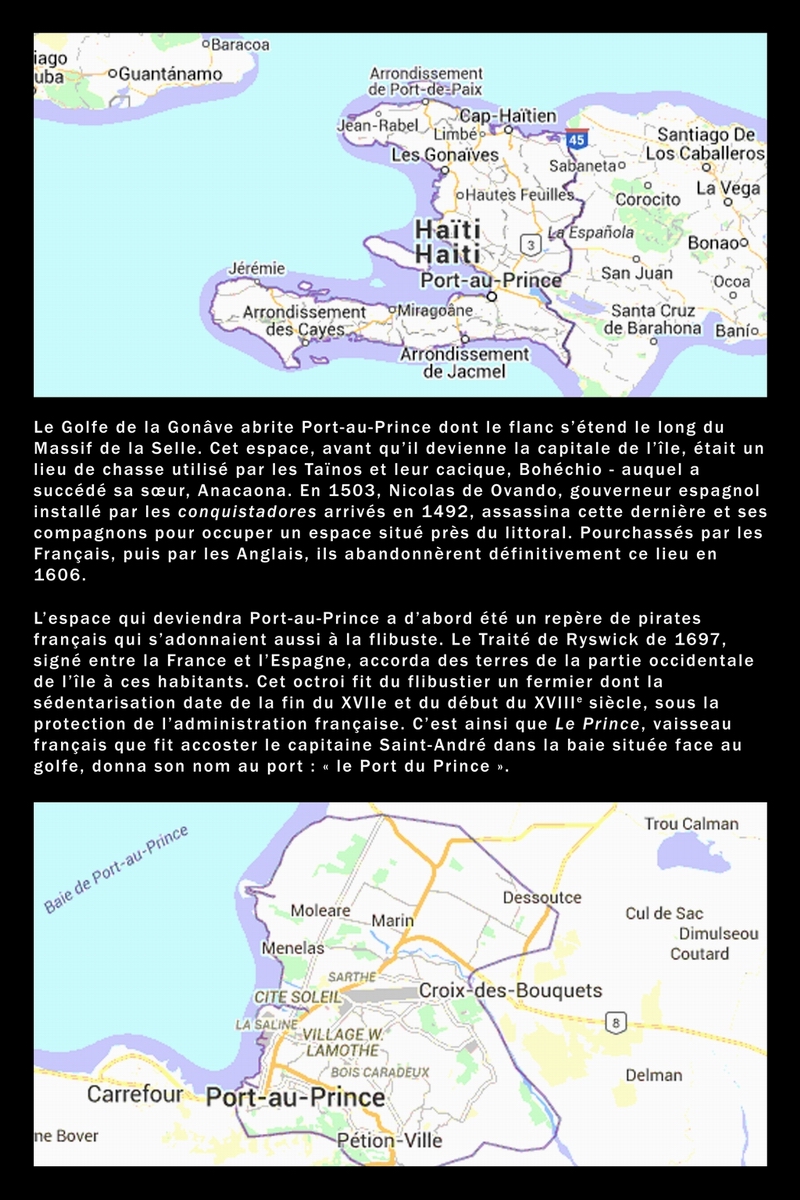 Baracoa
iago
uba
Guantánamo
Arrondissement
de Port-de-Paix
Jean-Rabel
Limbé
Cap-Haïtien
45
Les Gonaïves
Sabaneta
Santiago De
Los Caballeros
Hautes Feuilles
Corocito
La Vega
Haïti
Haiti
3
La Española
Bonao
Jérémie
Port-au-Prince
San Juan
Ocoa
Arrondissement
des Cayes
Miragoâne
Santa Cruz
de Barahona
Baní
Arrondissement
de Jacmel
Le Golfe de la Gonâve abrite Port-au-Prince dont le flanc s’étend le long du
Massif de la Selle. Cet espace, avant qu’il devienne la capitale de l’île, était un
lieu de chasse utilisé par les Taïnos et leur cacique, Bohéchio - auquel a
succédé sa sœur, Anacaona. En 1503, Nicolas de Ovando, gouverneur espagnol
installé par les conquistadores arrivés en 1492, assassina cette dernière et ses
compagnons pour occuper un espace situé près du littoral. Pourchassés par les
Français, puis par les Anglais, ils abandonnèrent définitivement ce lieu en
1606.
L’espace qui deviendra Port-au-Prince a d’abord été un repère de pirates
français qui s’adonnaient aussi à la flibuste. Le Traité de Ryswick de 1697,
signé entre la France et l’Espagne, accorda des terres de la partie occidentale
de l’île à ces habitants. Cet octroi fit du flibustier un fermier dont la
sédentarisation date de la fin du XVIIe et du début du XVIIIᵉ siècle, sous la
protection de l’administration française. C’est ainsi que Le Prince, vaisseau
français que fit accoster le capitaine Saint-André dans la baie située face au
golfe, donna son nom au port : « le Port du Prince ».
Baie de Port-au-Prince
Trou Calman
Dessoutce
Moleare
Marin
Cul de Sac
Dimulseou
Menelas
Coutard
SARTHE
CITE SOLEIL
Croix-des-Bouquets
LA SALINE
VILLAGE W.
LAMOTHE
8
BOIS CARADEUX
Delman
Carrefour
Port-au-Prince
ne Bover
Pétion-Ville